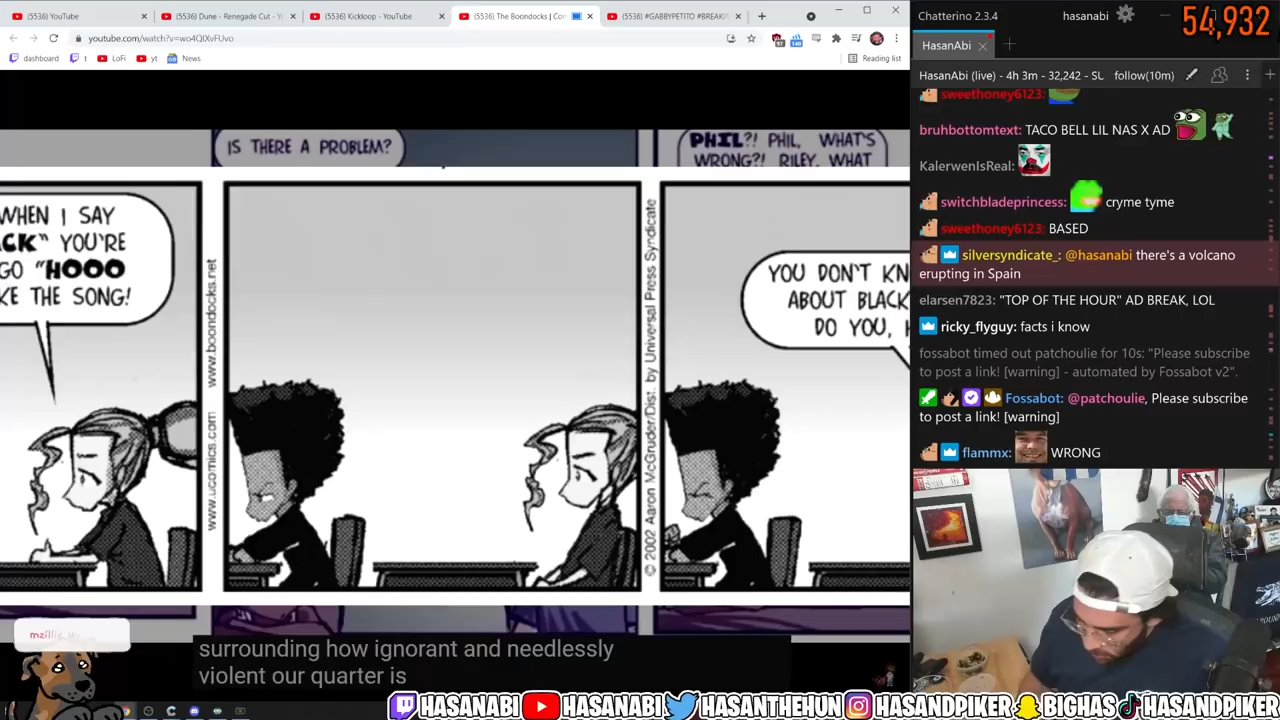 (5536) YouTube
(5536) Dune - Renegade Cut - YouTu
(5536) Kickloop - YouTube
(5536) The Boondocks | Co
(5536) #GABBYPETITO #BREAK
youtube.com/watch?v=wo4QIXvFUvo
dashboard
t
LoFi
yt
News
Reading list
IS THERE A PROBLEM?
PHIL?! PHIL, WHAT'S
WRONG?! RILEY, WHAT
WHEN I SAY
CK" YOU'RE
GO "HOOO
KE THE SONG!
www.ucomics.com www.boondocks.net
© 2002 Aaron McGruder/Dist. by Universal Press Syndicate
YOU DON'T KN
ABOUT BLACK
DO YOU,
surrounding how ignorant and needlessly
violent our quarter is
Chatterino 2.3.4
hasanabi
54,932
HasanAbi
HasanAbi (live) - 4h 3m - 32,242 - SU
follow(10m)
sweethoney6123:
bruhbottomtext: TACO BELL LIL NAS X AD
KalerwenIsReal:
switchbladeprincess: cryme tyme
sweethoney6123: BASED
silversyndicate_: @hasanabi there's a volcano
erupting in Spain
elarsen7823: "TOP OF THE HOUR" AD BREAK, LOL
ricky_flyguy: facts i know
fossabot timed out patchoulie for 10s: "Please subscribe
to post a link! [warning] - automated by Fossabot v2".
Fossabot: @patchoulie, Please subscribe
to post a link! [warning]
flammx: WRONG
HASANABI HASANABI HASANTHEHUN HASANDPIKER BIGHAS HASANDPIKER